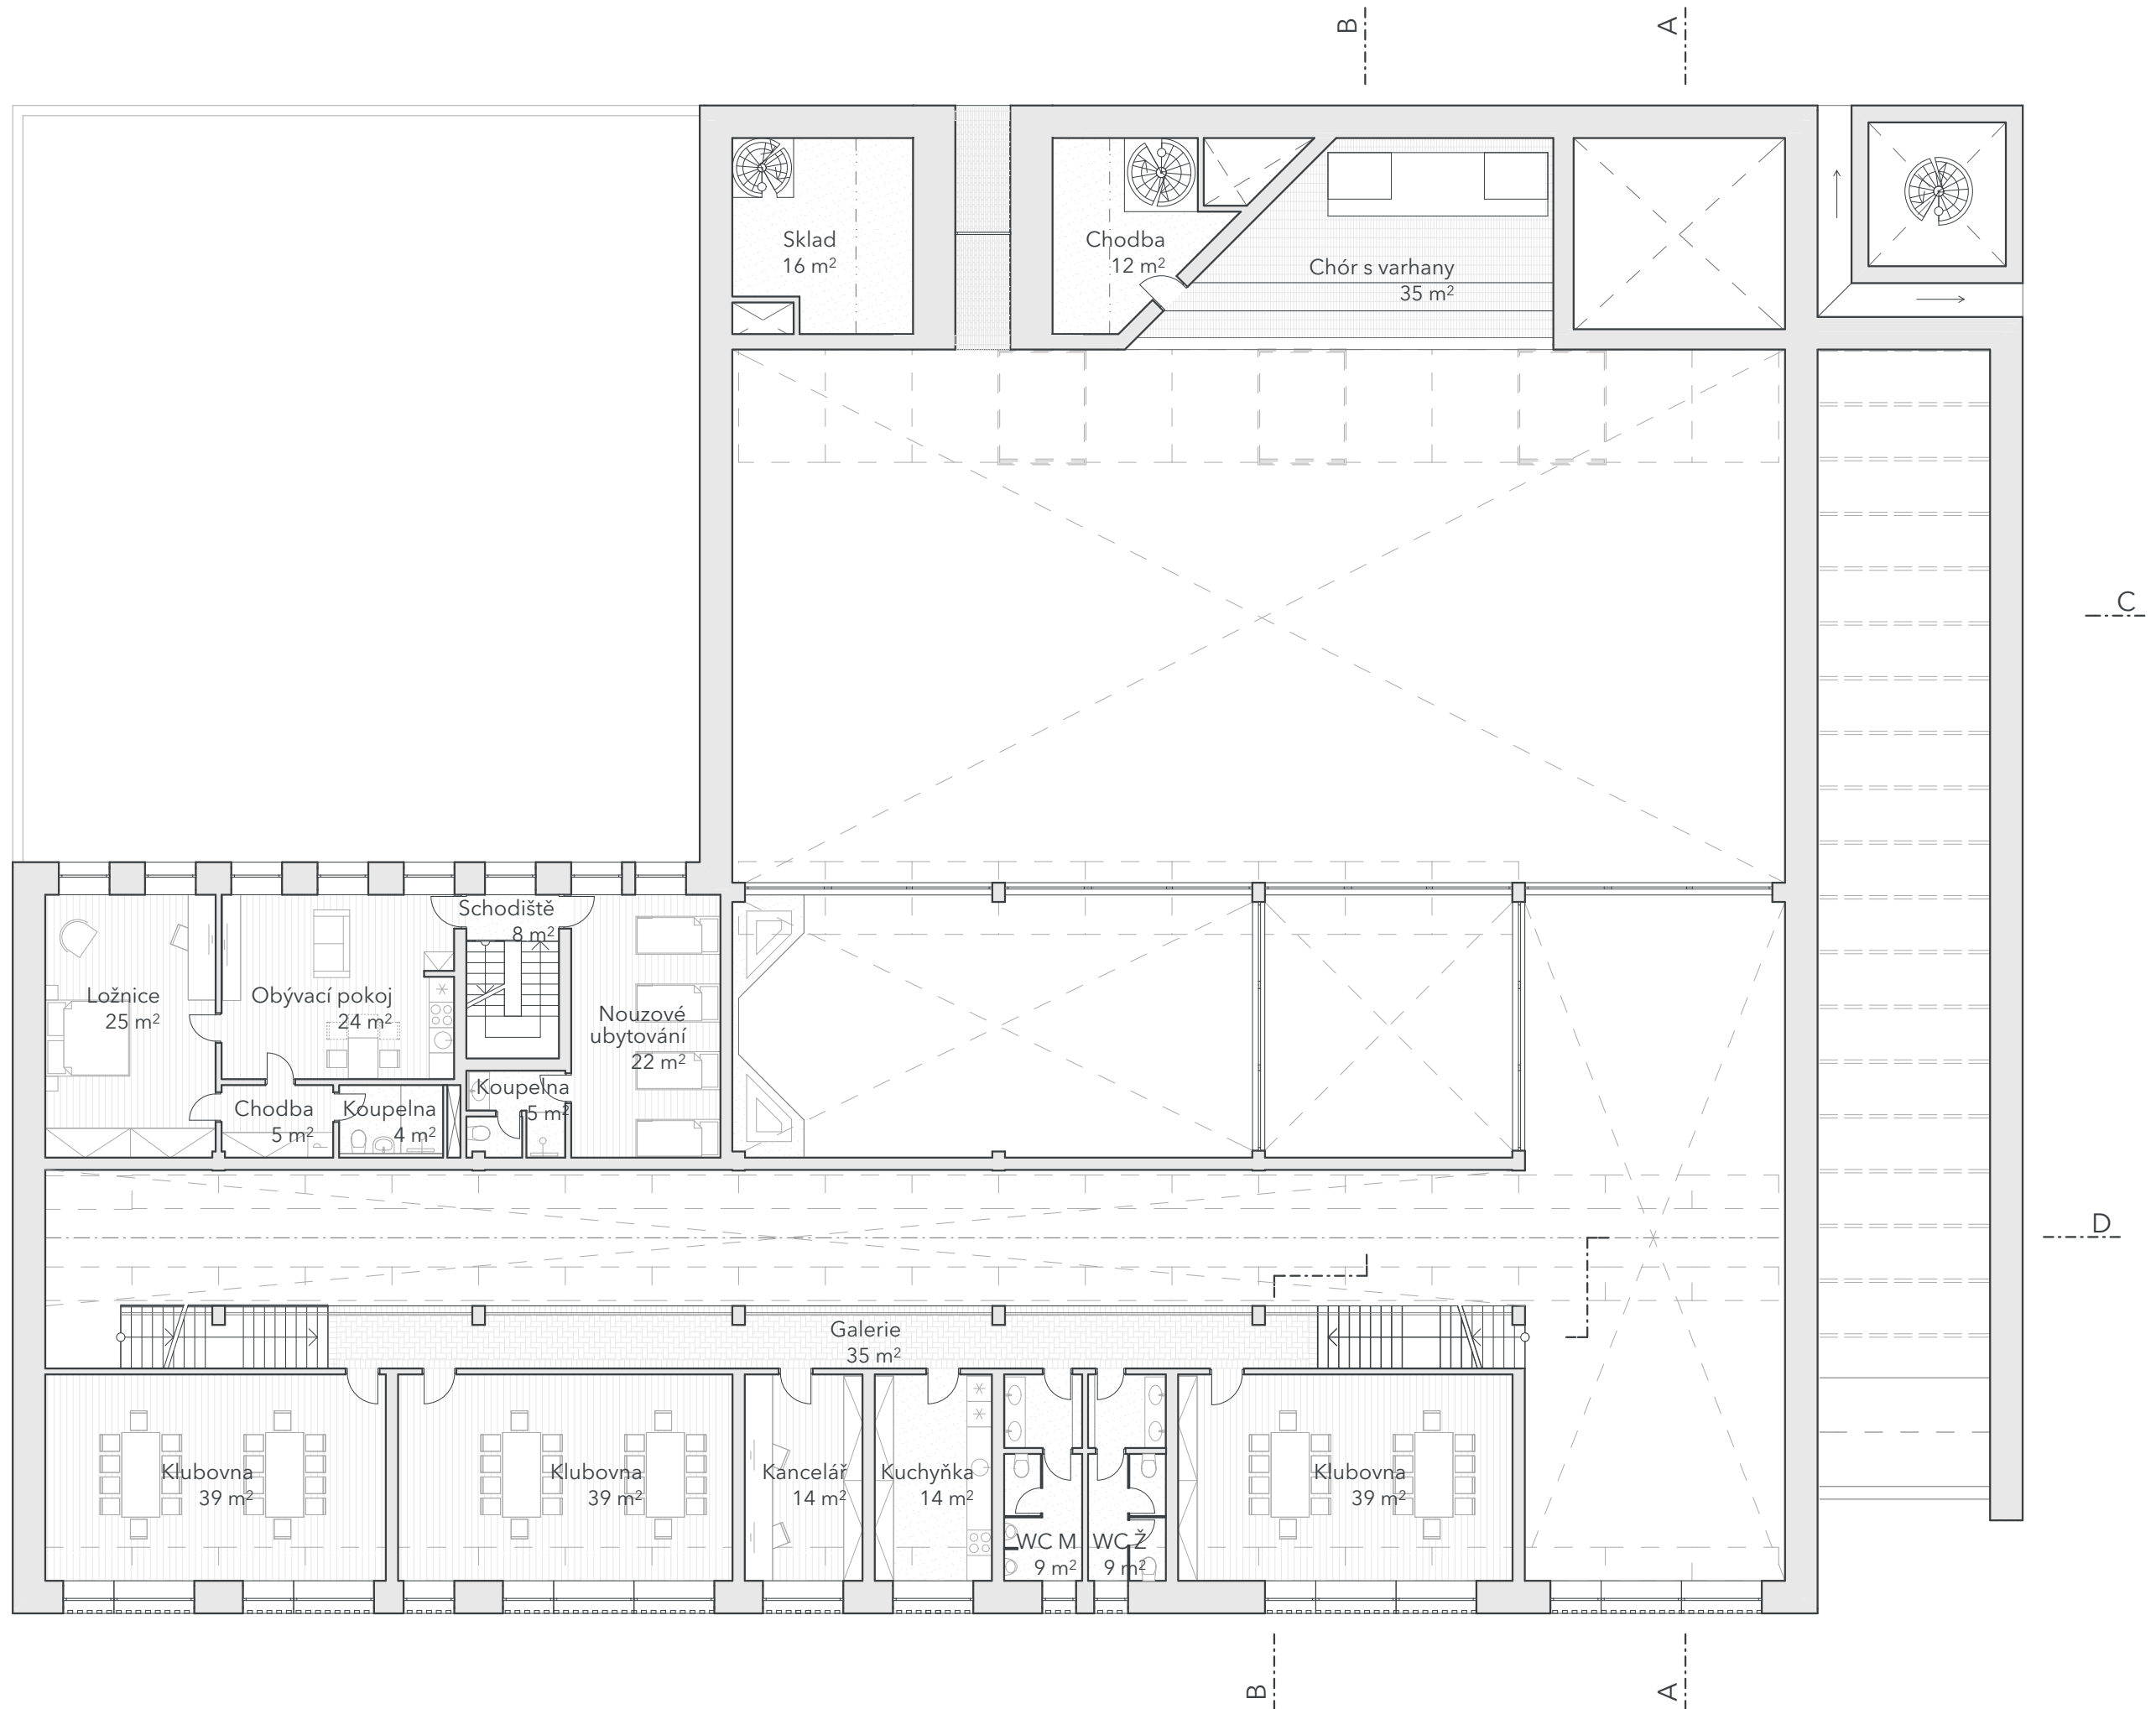 B
A
Sklad
16 m²
Chodba
12 m²
Chór s varhany
35 m²
C
Schodiště
8 m²
Ložnice
25 m²
Obývací pokoj
24 m²
Nouzové
ubytování
22 m²
Chodba
5 m²
Koupelna
4 m²
Koupelna
5 m²
D
Galerie
35 m²
Klubovna
39 m²
Klubovna
39 m²
Kancelář
14 m²
Kuchyňka
14 m²
WC M
9 m²
WC Ž
9 m²
Klubovna
39 m²
B
A